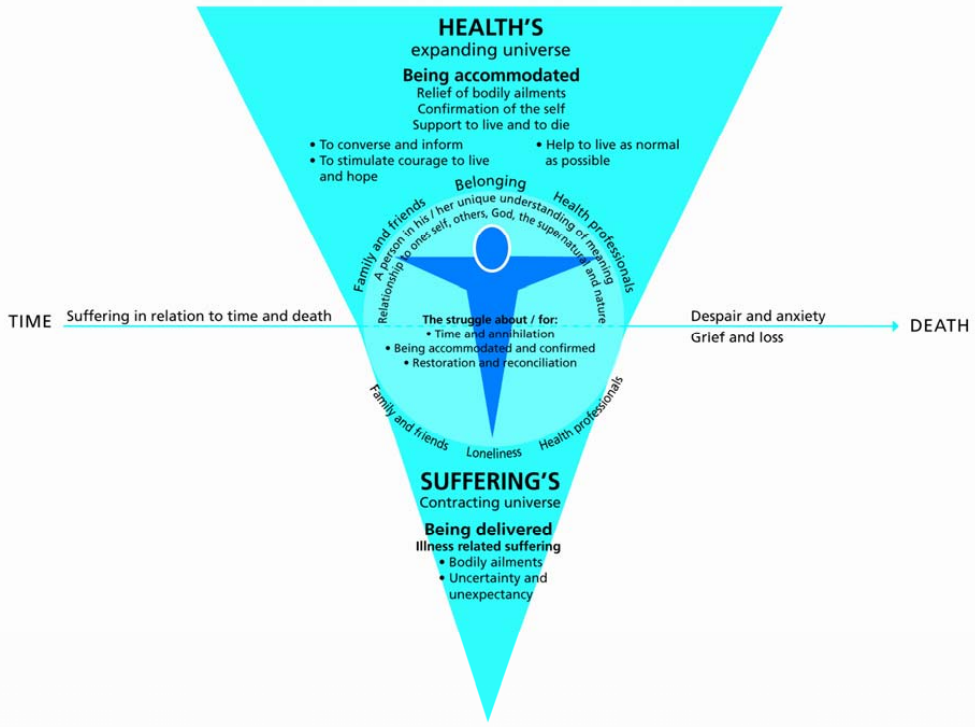 HEALTH'S
expanding universe
Being accommodated
Relief of bodily ailments
Confirmation of the self
Support to live and to die
• To converse and inform
• To stimulate courage to live
and hope
• Help to live as normal
as possible
Family and friends
Belonging
Health professionals
A person in his / her unique understanding of meaning
Relationship to ones self, others, God, the supernatural and nature
TIME
Suffering in relation to time and death
The struggle about / for:
• Time and annihilation
• Being accommodated and confirmed
• Restoration and reconciliation
Despair and anxiety
Grief and loss
DEATH
Family and friends
Loneliness
Health professionals
SUFFERING'S
Contracting universe
Being delivered
Illness related suffering
• Bodily ailments
• Uncertainty and
unexpectancy